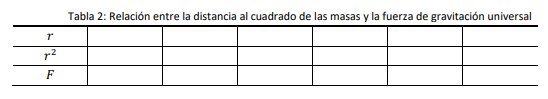 Tabla 2: Relación entre la distancia al cuadrado de las masas y la fuerza de gravitación universal
r
r²
F